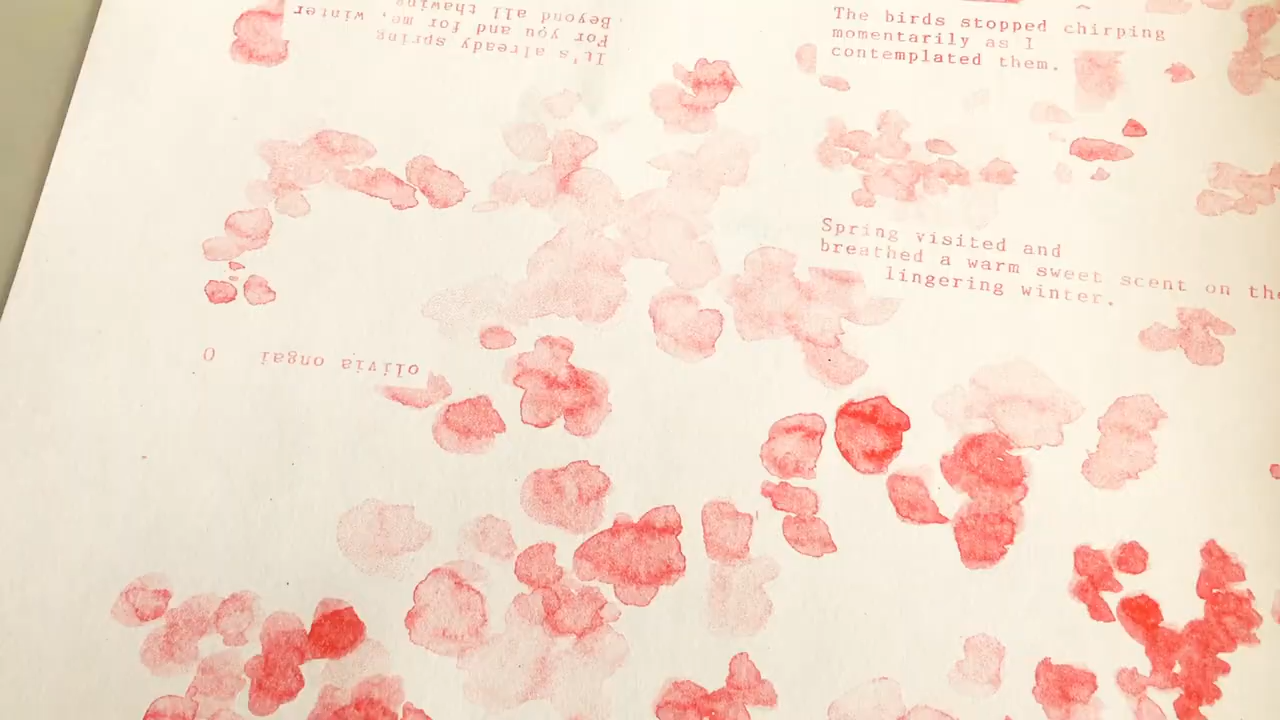 The birds stopped chirping
momentarily as l
contemplated them.
Spring visited and
breathed a warm sweet scent on the
lingering winter.
It's already spring
For you and for me, winter
Beyond all thawing.
olivia ongai 0